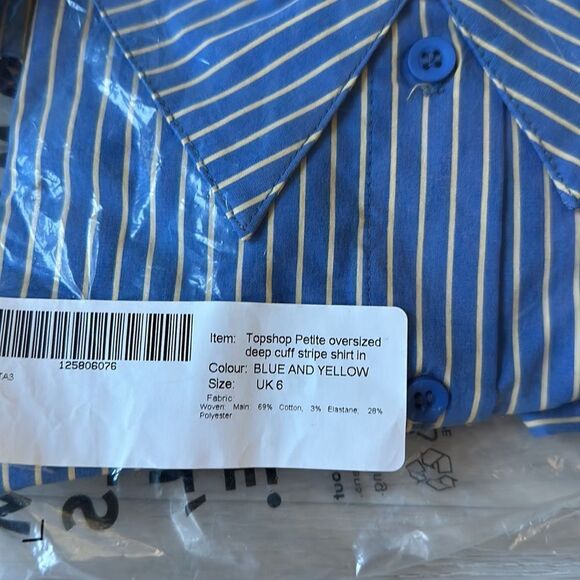 Item: Topshop Petite oversized
deep cuff stripe shirt in
Colour: BLUE AND YELLOW
Size: UK 6
Fabric
Woven: Main: 69% Cotton, 3% Elastane, 28%
Polyester
125806076
TA3